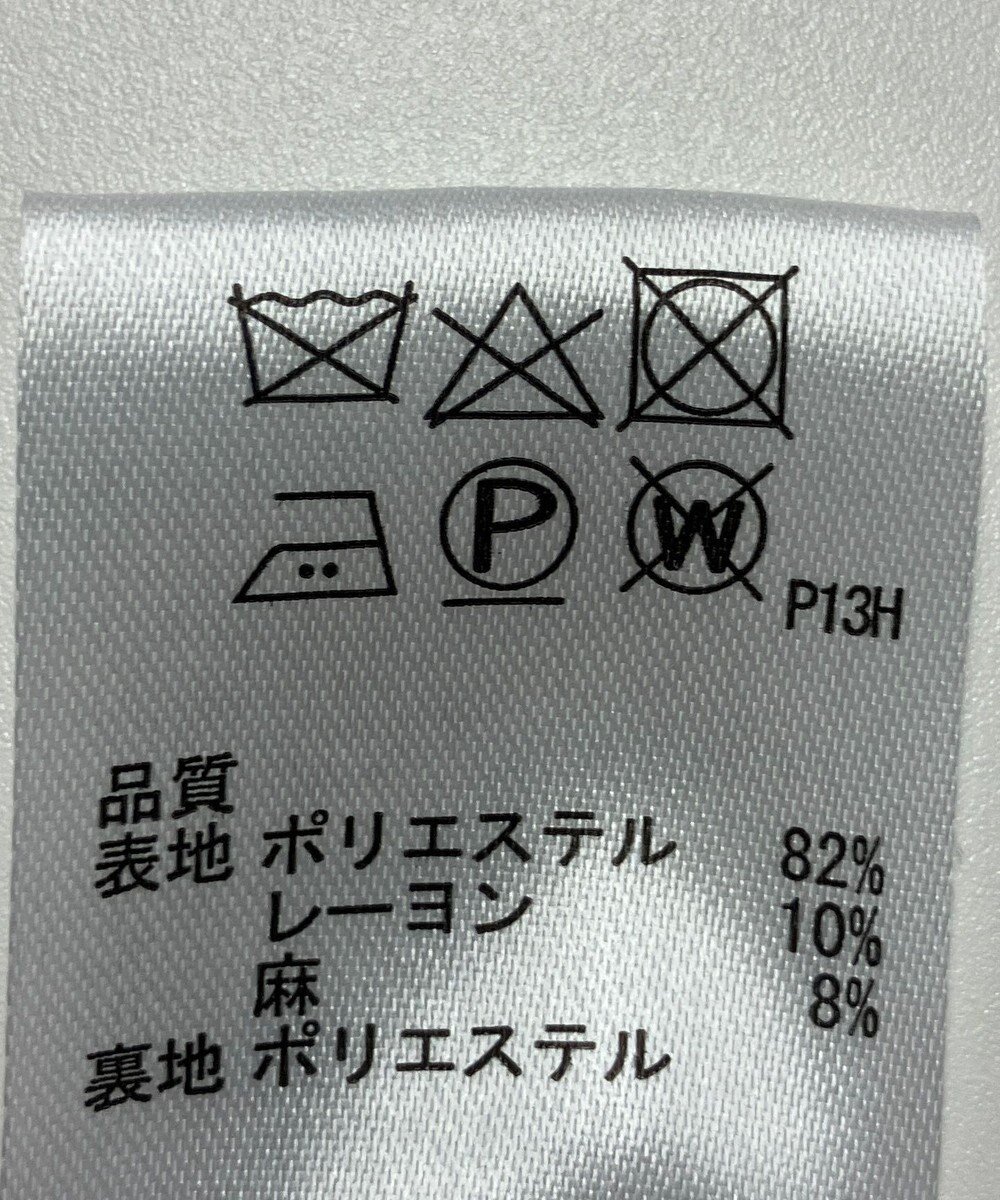 P W P13H
品質
表地 ポリエステル 82%
レーヨン 10%
麻 8%
裏地 ポリエステル